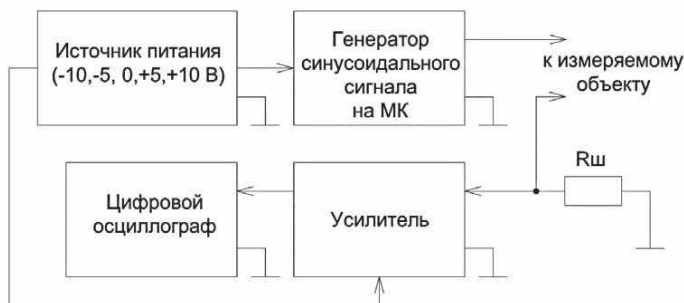 Источник питания
(-10,-5, 0,+5,+10 В)
Генератор
синусоидального
сигнала
на МК
к измеряемому
объекту
Rш
Цифровой
осциллограф
Усилитель